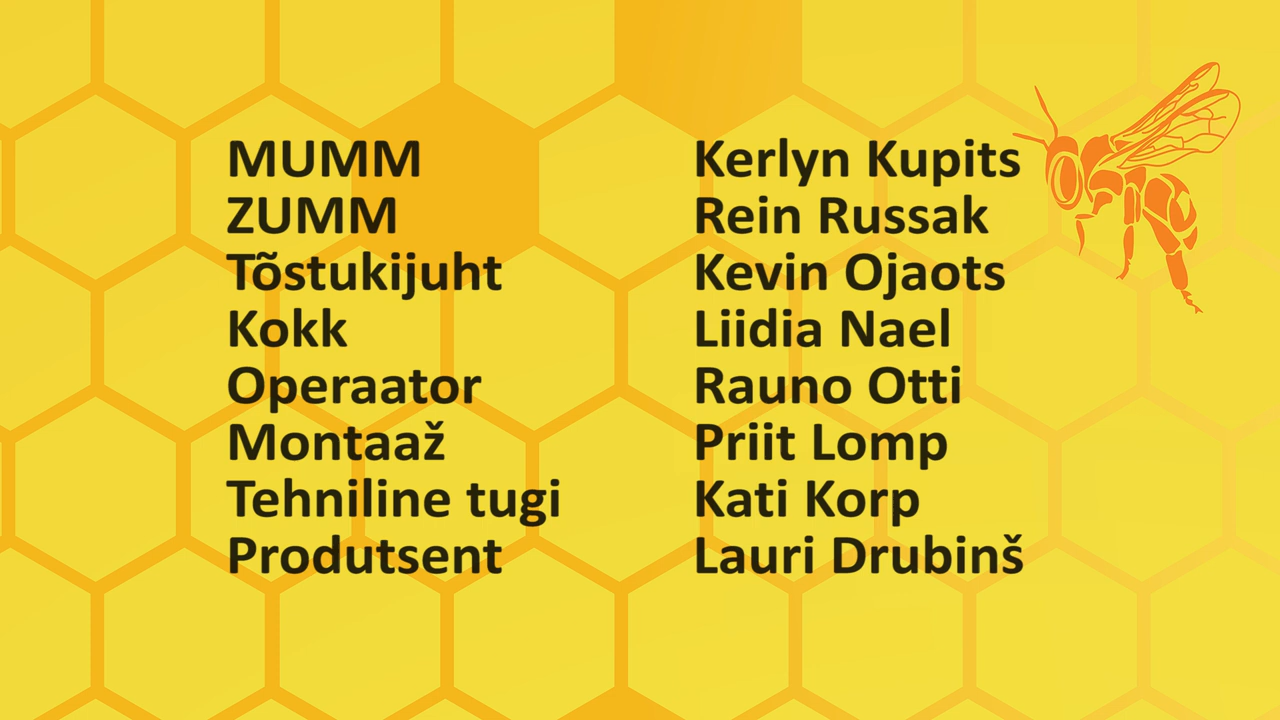 MUMM Kerlyn Kupits
ZUMM Rein Russak
Tõstukijuht Kevin Ojaots
Kokk Liidia Nael
Operaator Rauno Otti
Montaaž Priit Lomp
Tehniline tugi Kati Korp
Produtsent Lauri Drubinš